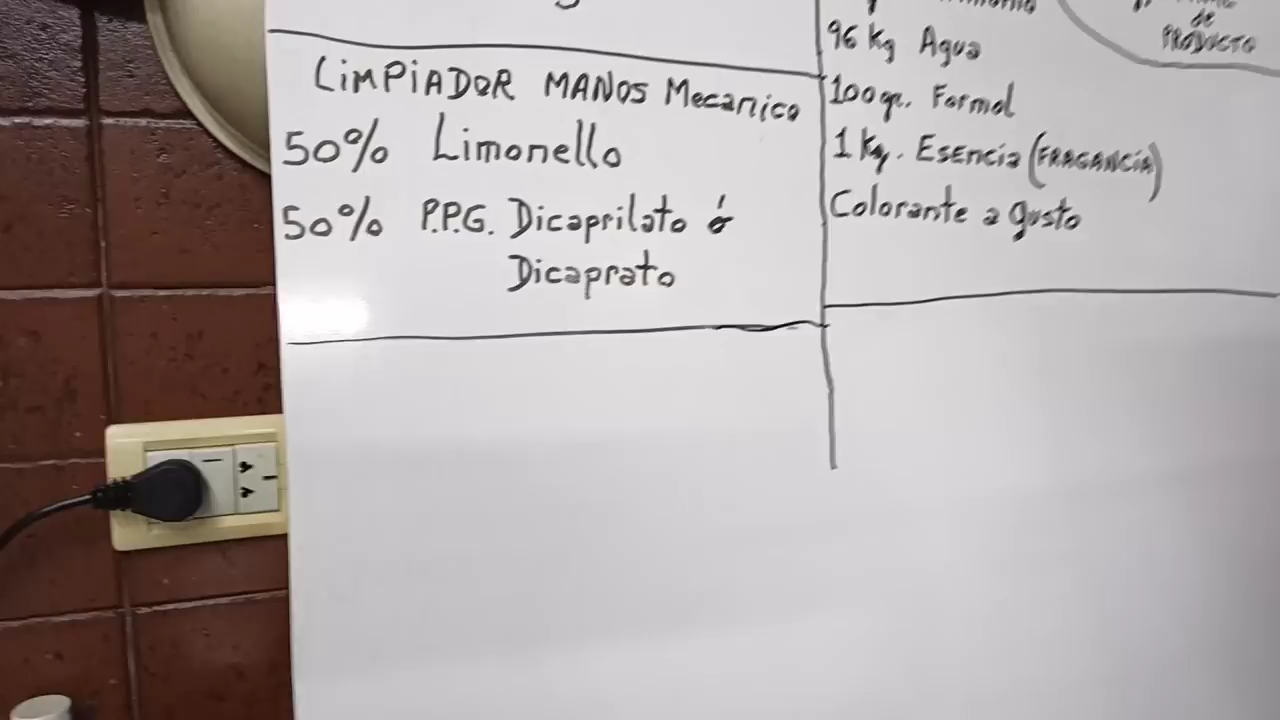 LIMPIADOR MANOS Mecanico
50% Limonello
50% P.P.G. Dicaprilato ó
Dicaprato
96 Kg Agua
100 gr. Formol
1 Kg. Esencia (FRAGANCIA)
Colorante a gusto
de
PRODUCTO